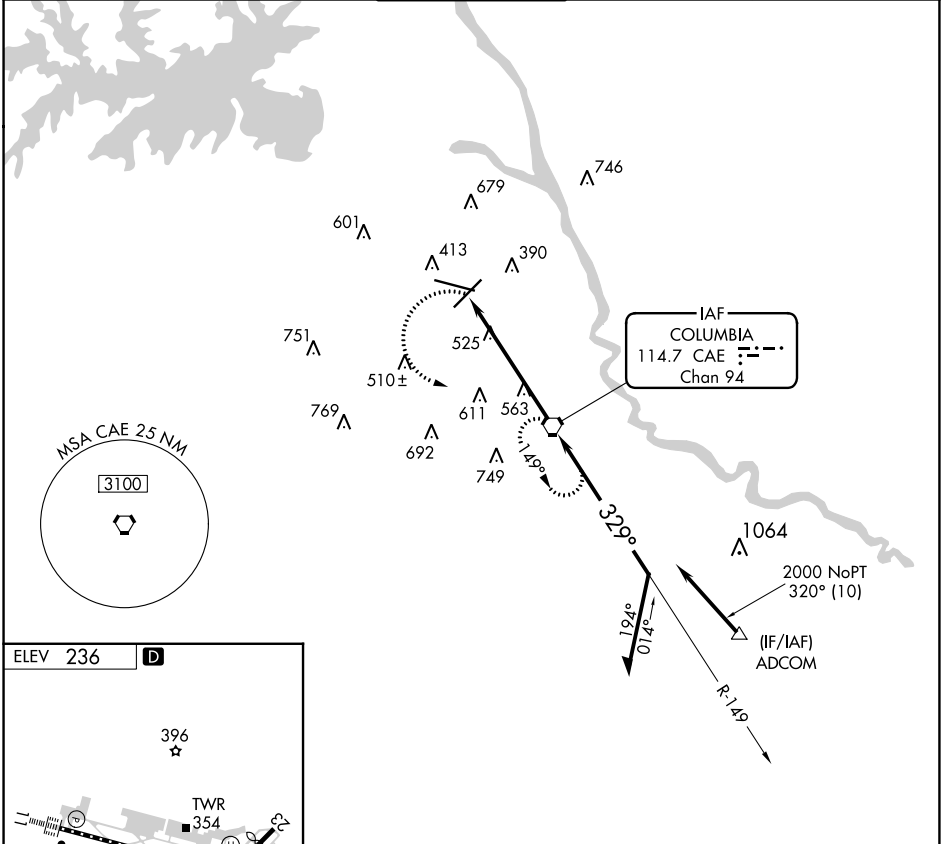 746
679
601
413
390
IAF
COLUMBIA
114.7 CAE
Chan 94
751
525
510±
769
611
563
692
749
149°
MSA CAE 25 NM
3100
329°
1064
2000 NoPT
320° (10)
194°
014°
(IF/IAF)
ADCOM
R-149
ELEV 236 D
396
TWR
354
11
23
P